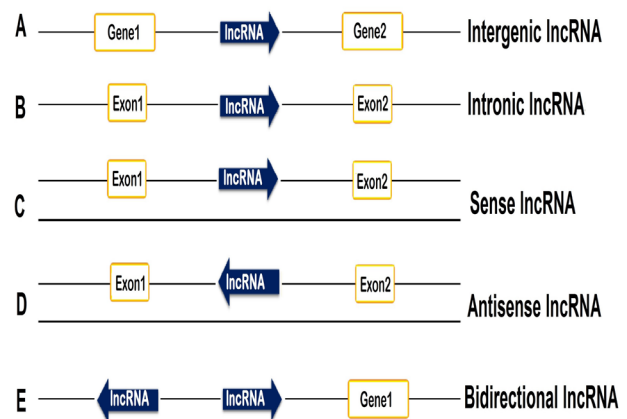 A Gene1 lncRNA Gene2 Intergenic lncRNA
B Exon1 lncRNA Exon2 Intronic lncRNA
C Exon1 lncRNA Exon2 Sense lncRNA
D Exon1 lncRNA Exon2 Antisense lncRNA
E lncRNA lncRNA Gene1 Bidirectional lncRNA